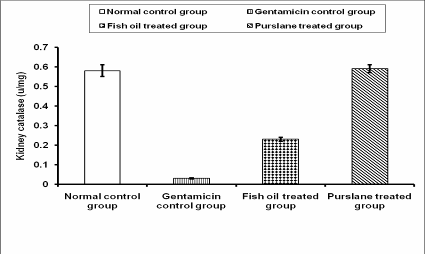 Normal control group
Gentamicin control group
Fish oil treated group
Purslane treated group
Kidney catalase (u/mg)
0.7
0.6
0.5
0.4
0.3
0.2
0.1
0
Normal control
group
Gentamicin
control group
Fish oil treated
group
Purslane treated
group